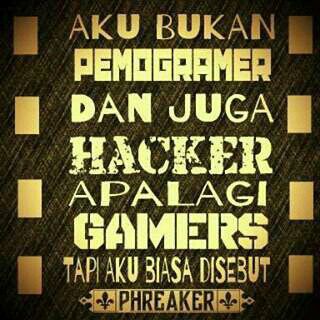 AKU BUKAN
PEMOGRAMER
DAN JUGA
HACKER
APALAGI
GAMERS
TAPI AKU BIASA DISEBUT
PHREAKER